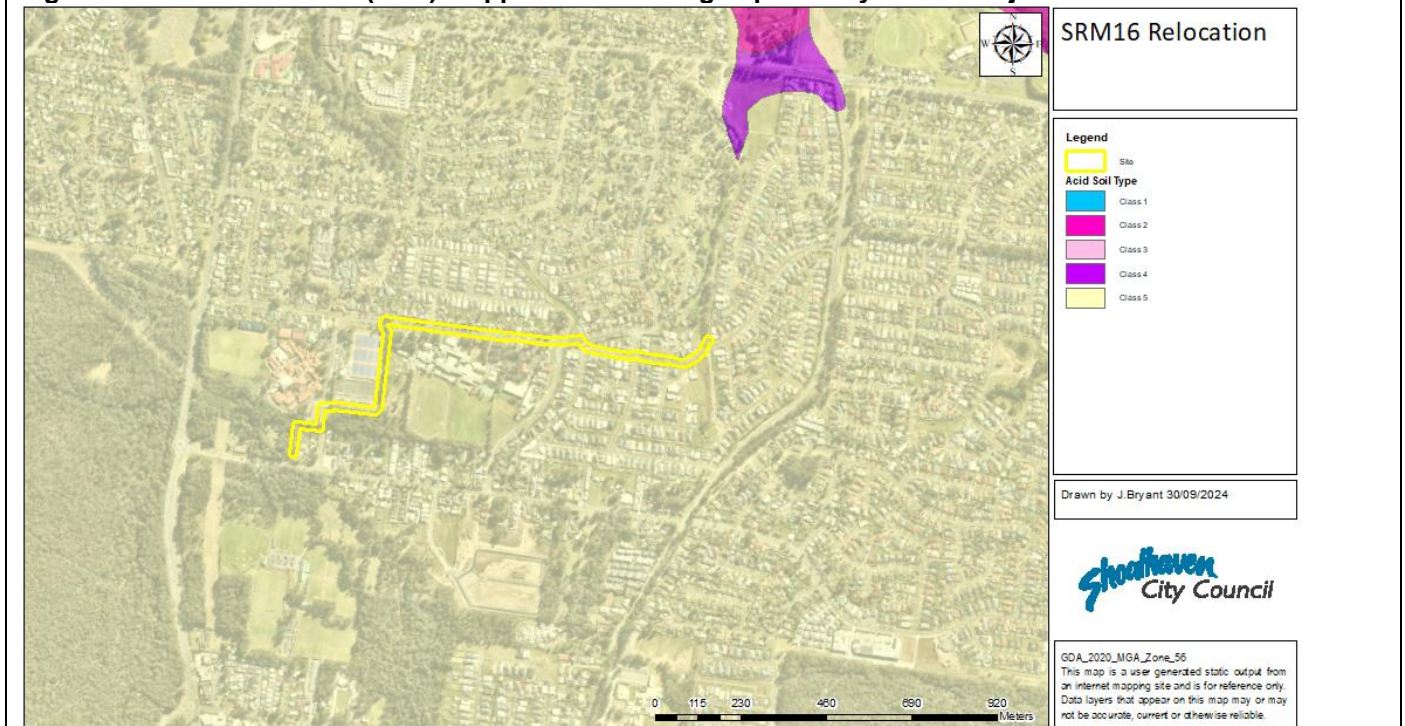 SRM16 Relocation
N
W
E
S
Legend
Site
Acid Soil Type
Class 1
Class 2
Class 3
Class 4
Class 5
Drawn by J.Bryant 30/09/2024
Shoalhaven
City Council
GDA_2020_MGA_Zone_56
This map is a user generated static output from
an internet mapping site and is for reference only.
Data layers that appear on this map may or may
not be accurate, current or otherwise reliable.
0 115 230 460 690 920
Meters